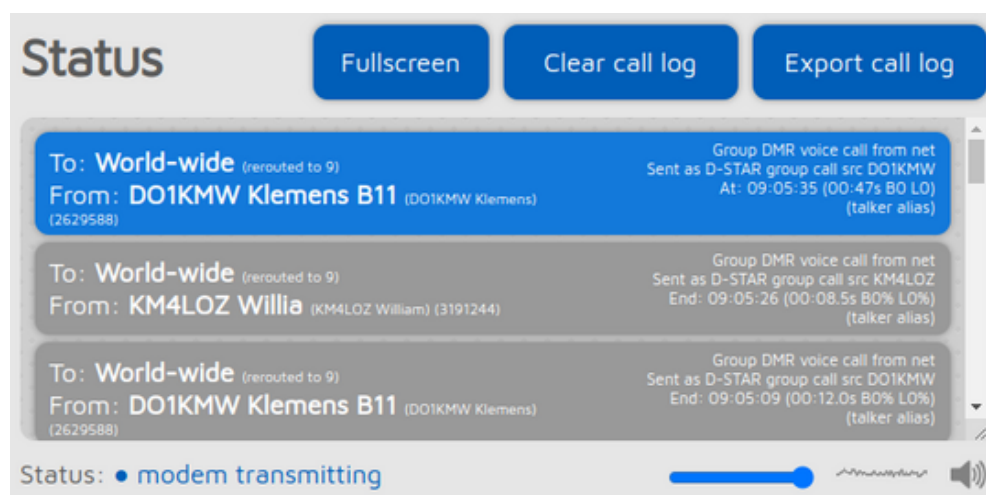 Status
Fullscreen
Clear call log
Export call log
To: World-wide (rerouted to 9)
From: DO1KMW Klemens B11 (DO1KMW Klemens)
(2629588)
Group DMR voice call from net
Sent as D-STAR group call src DO1KMW
At: 09:05:35 (00:47s B0 L0)
(talker alias)
To: World-wide (rerouted to 9)
From: KM4LOZ Willia (KM4LOZ William) (3191244)
Group DMR voice call from net
Sent as D-STAR group call src KM4LOZ
End: 09:05:26 (00:08.5s B0% L0%)
(talker alias)
To: World-wide (rerouted to 9)
From: DO1KMW Klemens B11 (DO1KMW Klemens)
(2629588)
Group DMR voice call from net
Sent as D-STAR group call src DO1KMW
End: 09:05:09 (00:12.0s B0% L0%)
(talker alias)
Status: ● modem transmitting